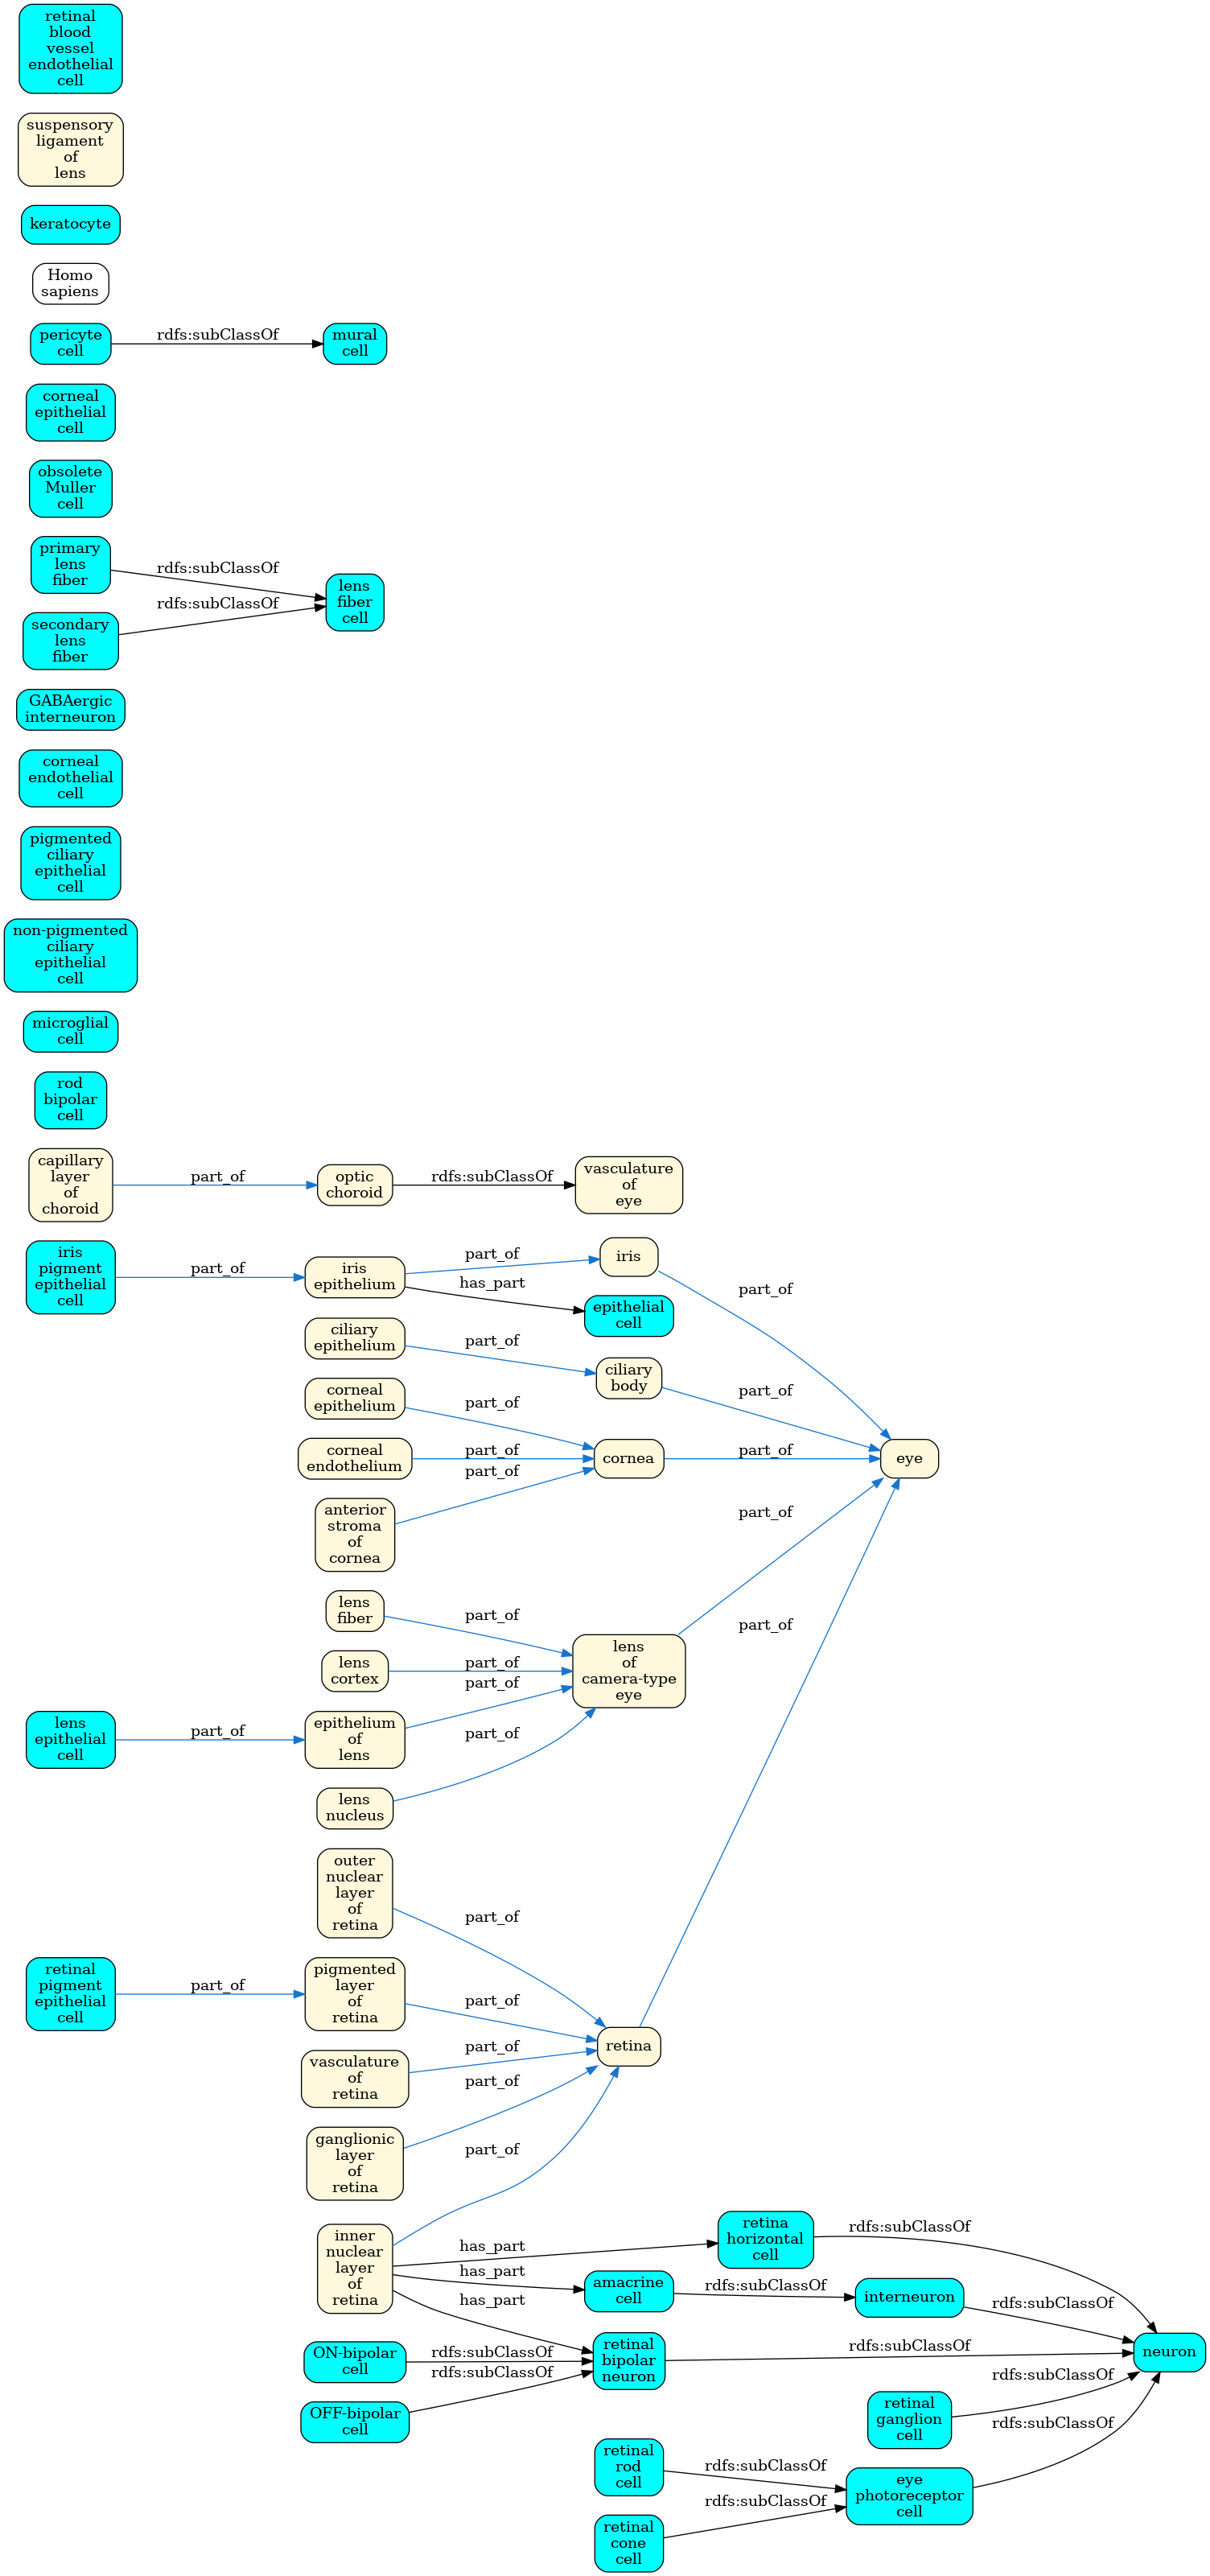 retinal
blood
vessel
endothelial
cell
suspensory
ligament
of
lens
keratocyte
Homo
sapiens
pericyte
cell
rdfs:subClassOf
mural
cell
corneal
epithelial
cell
obsolete
Muller
cell
primary
lens
fiber
rdfs:subClassOf
lens
fiber
cell
secondary
lens
fiber
rdfs:subClassOf
GABAergic
interneuron
corneal
endothelial
cell
pigmented
ciliary
epithelial
cell
non-pigmented
ciliary
epithelial
cell
microglial
cell
rod
bipolar
cell
capillary
layer
of
choroid
part_of
optic
choroid
rdfs:subClassOf
vasculature
of
eye
iris
pigment
epithelial
cell
part_of
iris
epithelium
part_of
iris
part_of
has_part
epithelial
cell
ciliary
epithelium
part_of
ciliary
body
part_of
corneal
epithelium
part_of
corneal
endothelium
part_of
cornea
part_of
eye
anterior
stroma
of
cornea
part_of
lens
fiber
part_of
lens
of
camera-type
eye
part_of
lens
cortex
part_of
lens
epithelial
cell
part_of
epithelium
of
lens
part_of
lens
nucleus
part_of
outer
nuclear
layer
of
retina
part_of
retinal
pigment
epithelial
cell
part_of
pigmented
layer
of
retina
part_of
retina
part_of
vasculature
of
retina
part_of
ganglionic
layer
of
retina
part_of
inner
nuclear
layer
of
retina
part_of
has_part
retina
horizontal
cell
rdfs:subClassOf
has_part
amacrine
cell
rdfs:subClassOf
interneuron
rdfs:subClassOf
has_part
retinal
bipolar
neuron
rdfs:subClassOf
neuron
ON-bipolar
cell
rdfs:subClassOf
OFF-bipolar
cell
rdfs:subClassOf
retinal
ganglion
cell
rdfs:subClassOf
retinal
rod
cell
rdfs:subClassOf
eye
photoreceptor
cell
rdfs:subClassOf
retinal
cone
cell
rdfs:subClassOf